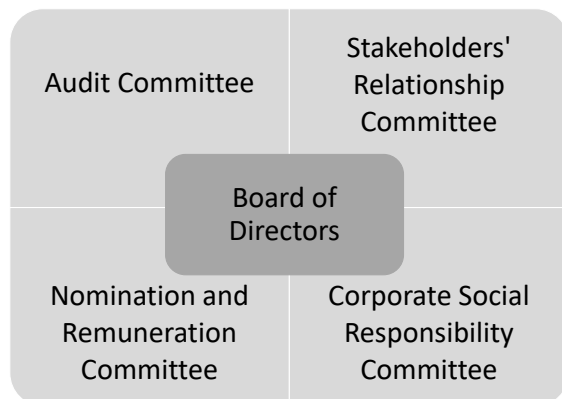 Audit Committee
Stakeholders'
Relationship
Committee
Board of
Directors
Nomination and
Remuneration
Committee
Corporate Social
Responsibility
Committee